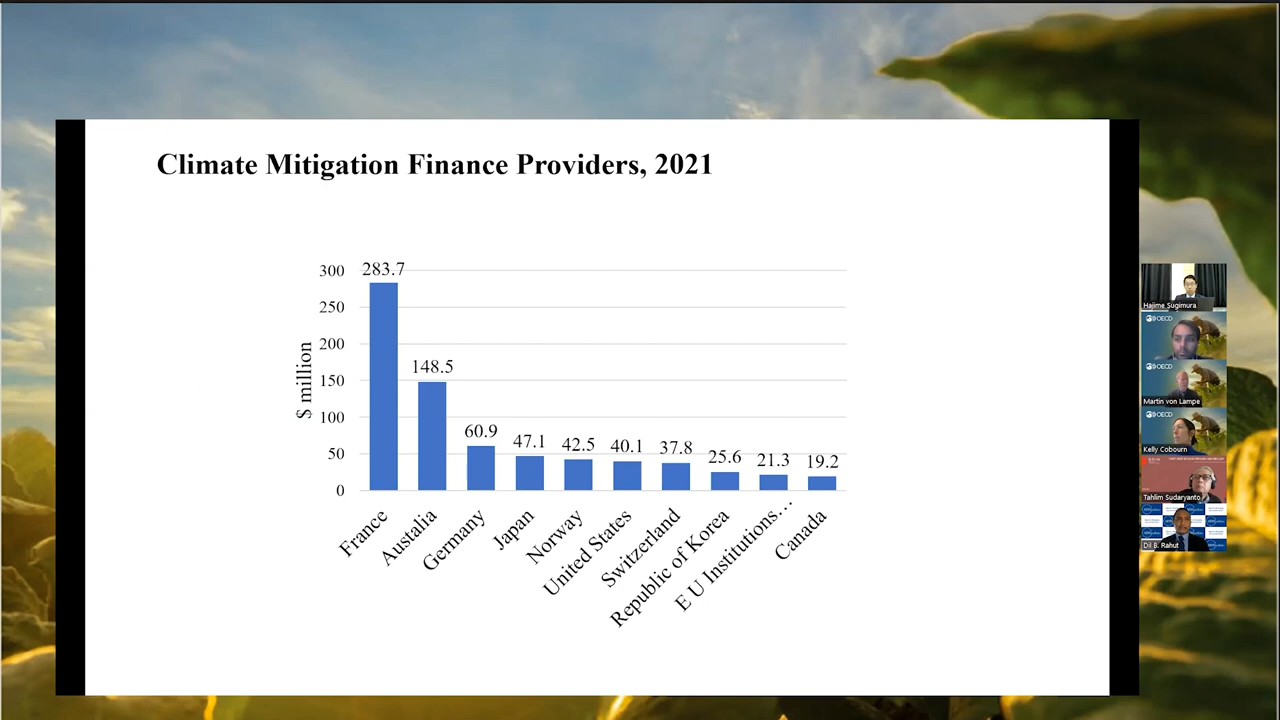 Climate Mitigation Finance Providers, 2021
$ million
300
250
200
150
100
50
0
283.7
148.5
60.9
47.1
42.5
40.1
37.8
25.6
21.3
19.2
France
Australia
Germany
Japan
Norway
United States
Switzerland
Republic of Korea
E U Institutions…
Canada
Hajime Sugimura
OECD
OECD
Martin von Lampe
OECD
Kelly Cobourn
Tahlim Sudaryanto
Dil B. Rahut